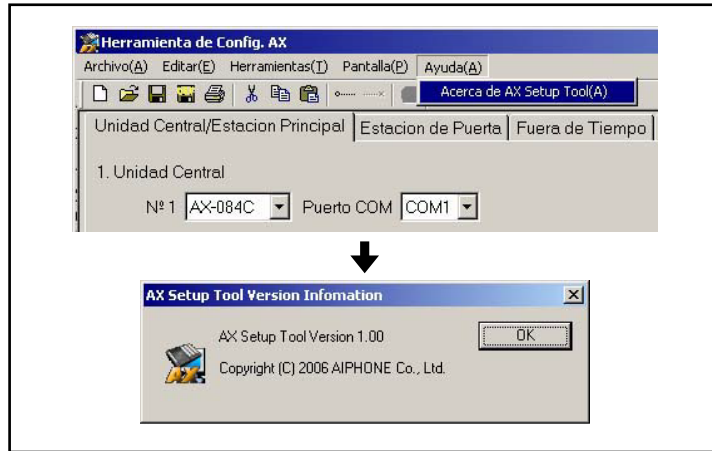 Herramienta de Config. AX
Archivo(A) Editar(E) Herramientas(T) Pantalla(P) Ayuda(A)
Acerca de AX Setup Tool(A)
Unidad Central/Estacion Principal Estacion de Puerta Fuera de Tiempo
1. Unidad Central
Nº 1 AX-084C Puerto COM COM1
AX Setup Tool Version Infomation
AX Setup Tool Version 1.00 OK
Copyright (C) 2006 AIPHONE Co., Ltd.